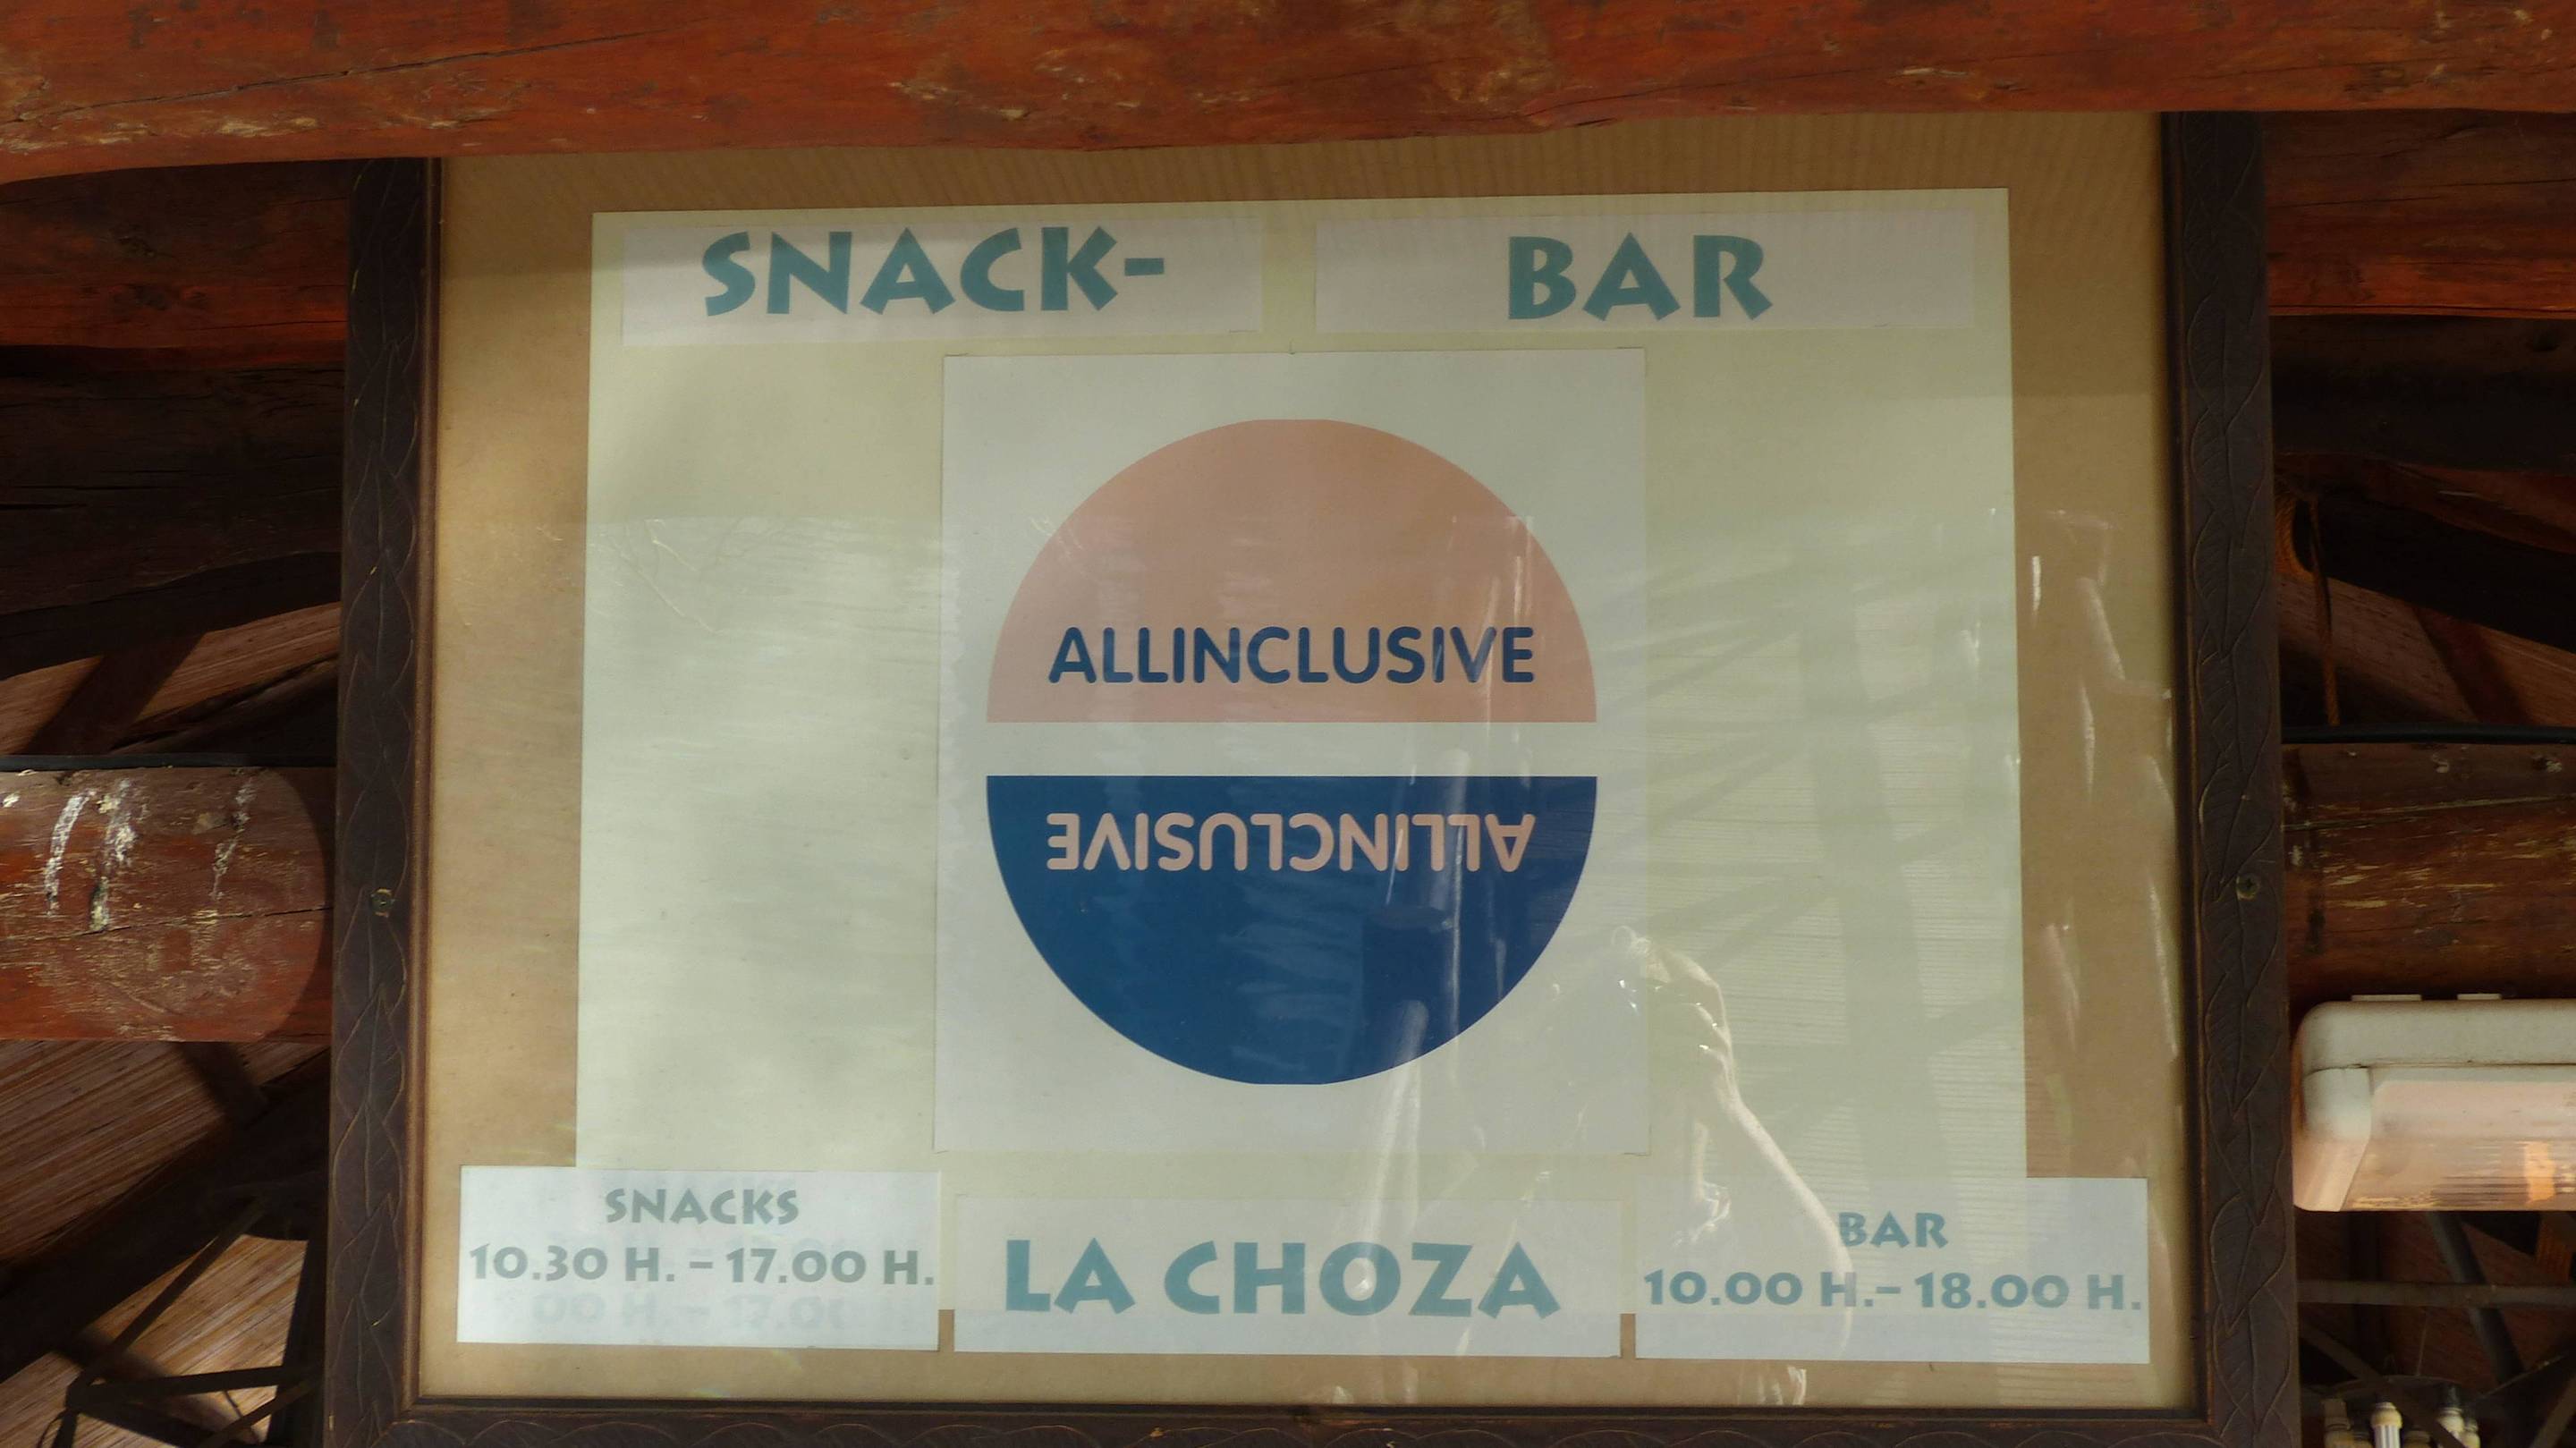 SNACK- BAR
ALLINCLUSIVE
ALLINCLUSIVE
SNACKS
10.30 H. – 17.00 H.
LA CHOZA
BAR
10.00 H.– 18.00 H.